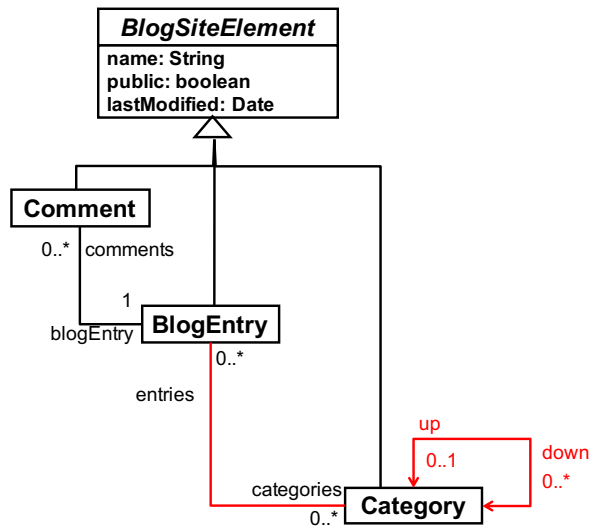 BlogSiteElement
name: String
public: boolean
lastModified: Date
Comment
0..* comments
1
blogEntry
BlogEntry
0..*
entries
up
0..1
down
0..*
categories
0..*
Category